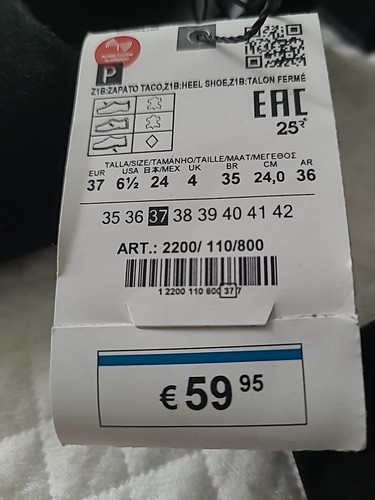 P
Z1B:ZAPATO TACO,Z1B:HEEL SHOE,Z1B:TALON FERMÉ
EAC
25
TALLA/SIZE/TAMANHO/TAILLE/MAAT/ΜΕΓΕΘΟΣ
EUR USA 日本/MEX UK BR CM AR
37 6½ 24 4 35 24,0 36
35 36 37 38 39 40 41 42
ART.: 2200/ 110/800
1 2200 110 800 37 7
€ 59 95